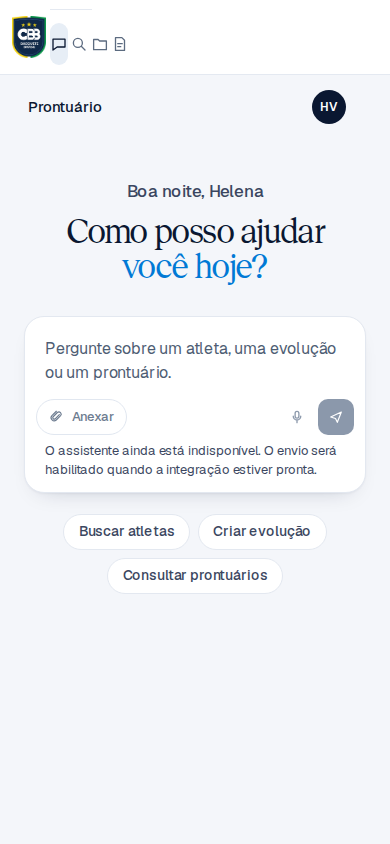 CBB
BASQUETE
BRASIL
Prontuário
HV
Boa noite, Helena
Como posso ajudar
você hoje?
Pergunte sobre um atleta, uma evolução
ou um prontuário.
Anexar
O assistente ainda está indisponível. O envio será
habilitado quando a integração estiver pronta.
Buscar atletas
Criar evolução
Consultar prontuários